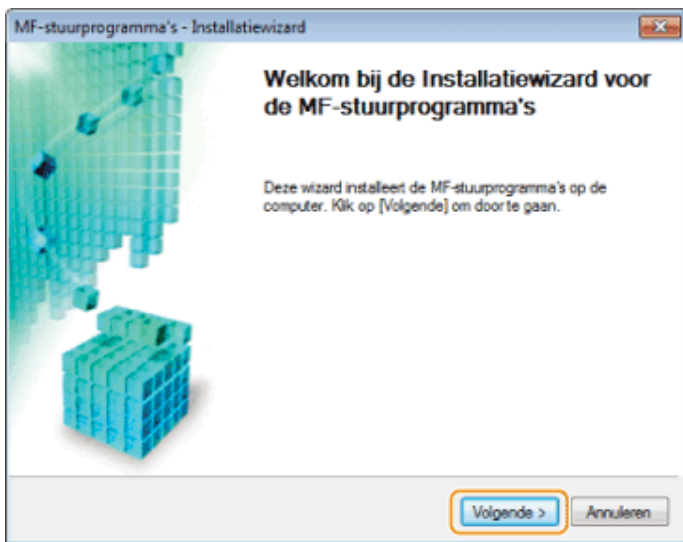 MF-stuurprogramma's - Installatiewizard
Welkom bij de Installatiewizard voor
de MF-stuurprogramma's
Deze wizard installeert de MF-stuurprogramma's op de
computer. Klik op [Volgende] om door te gaan.
Volgende >
Annuleren